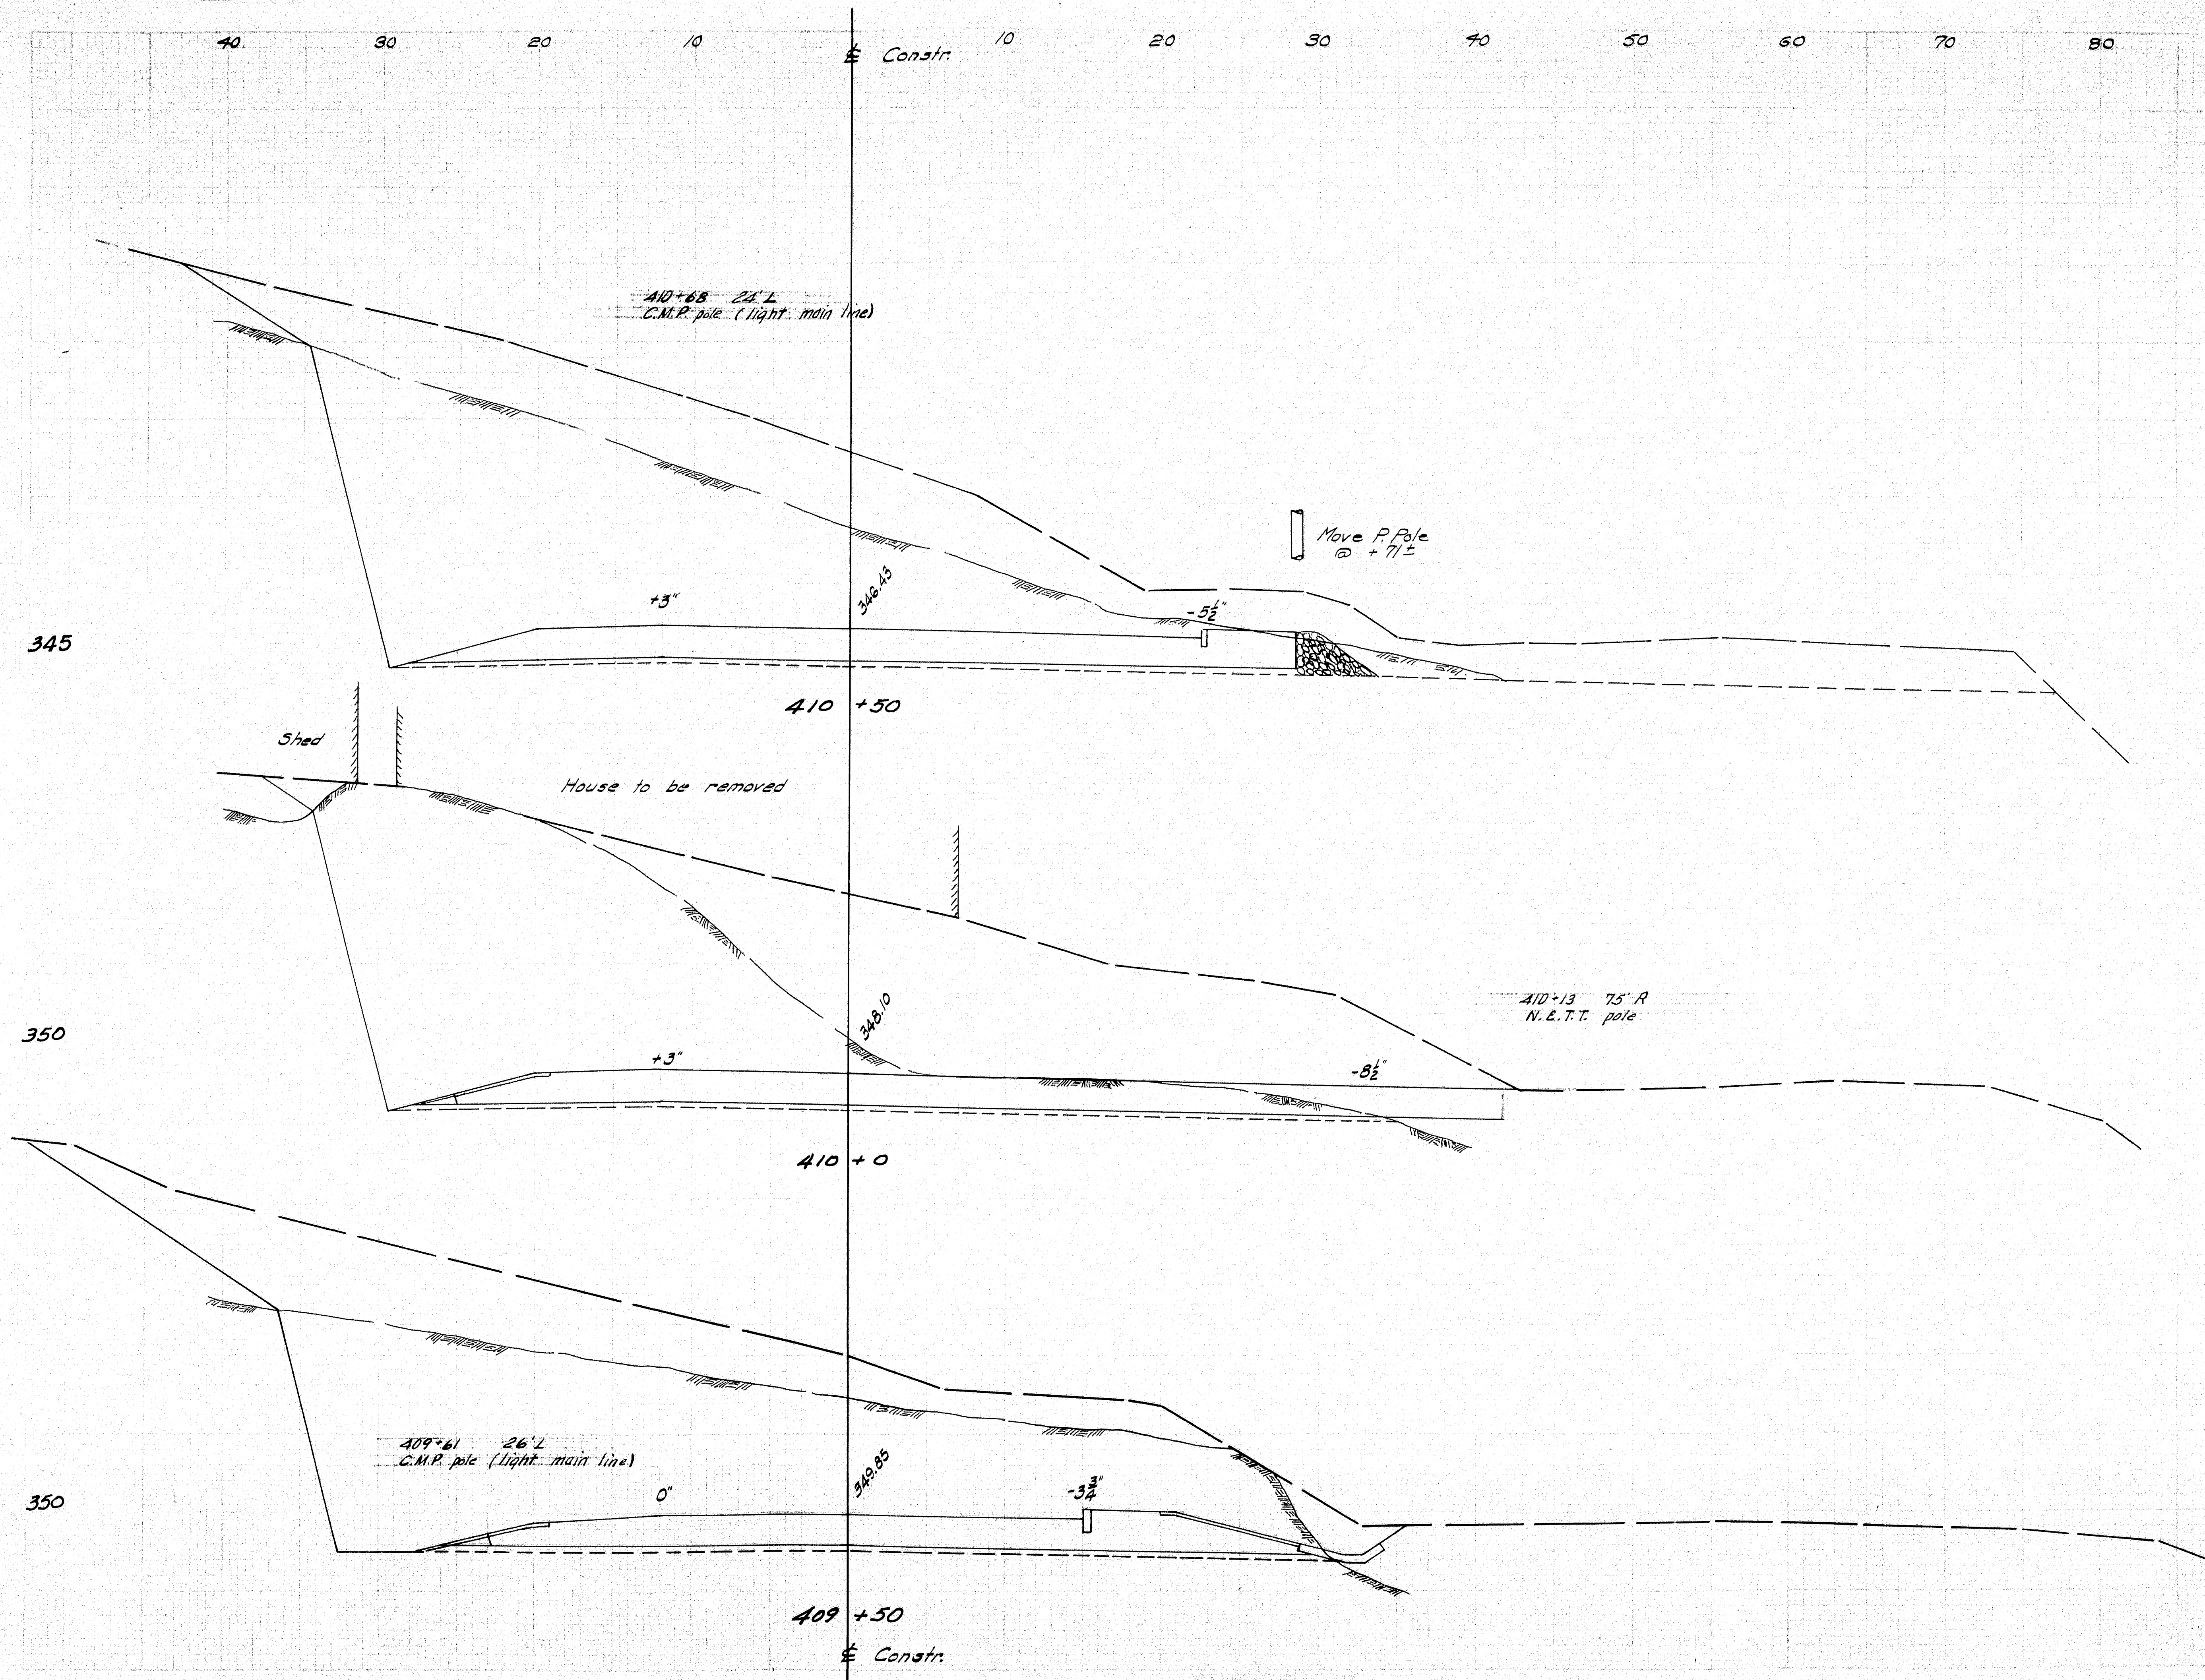 40 30 20 10 10 20 30 40 50 60 70 80
℄ Constr.
410+68 24' L
C.M.P. pole (light main line)
Move P. Pole
@ +71±
346.43
+3"
-5½"
345
410 +50
Shed
House to be removed
410+13 75' R
N.E.T.T. pole
348.10
350
+3"
-8½"
410 + 0
409+61 26' L
C.M.P. pole (light main line)
349.85
0"
-3¾"
350
409 +50
℄ Constr.